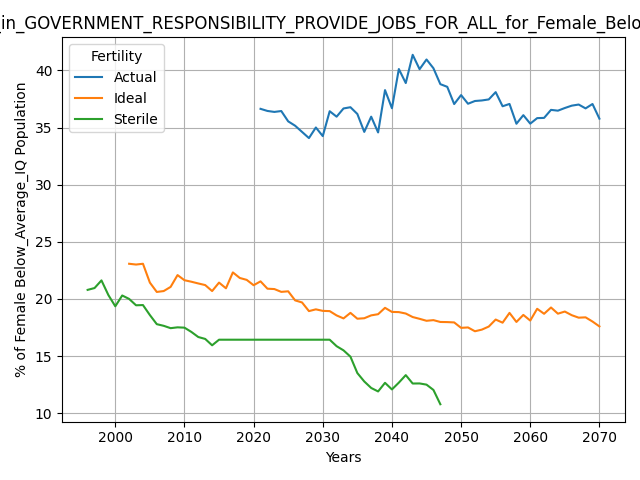 _in_GOVERNMENT_RESPONSIBILITY_PROVIDE_JOBS_FOR_ALL_for_Female_Belo
Fertility
Actual
Ideal
Sterile
% of Female Below_Average_IQ Population
40
35
30
25
20
15
10
2000 2010 2020 2030 2040 2050 2060 2070
Years